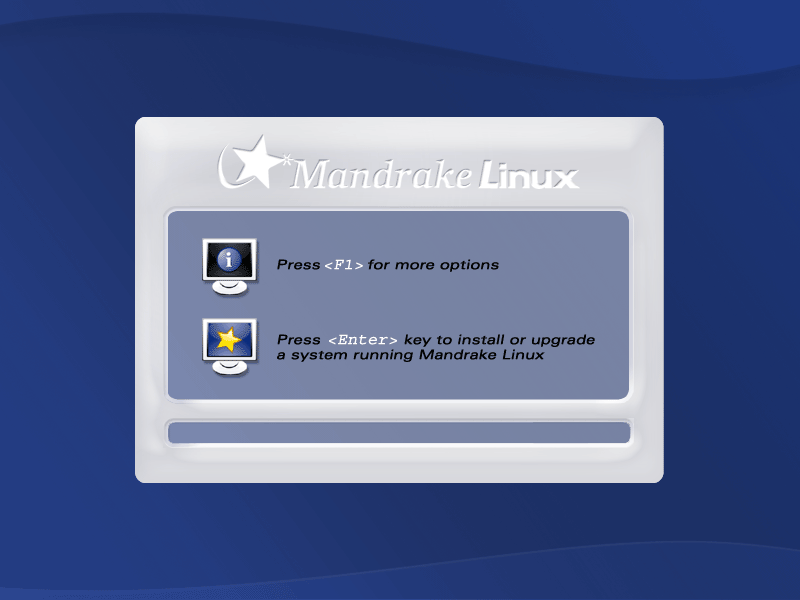 Mandrake Linux
i
Press <F1> for more options
Press <Enter> key to install or upgrade
a system running Mandrake Linux